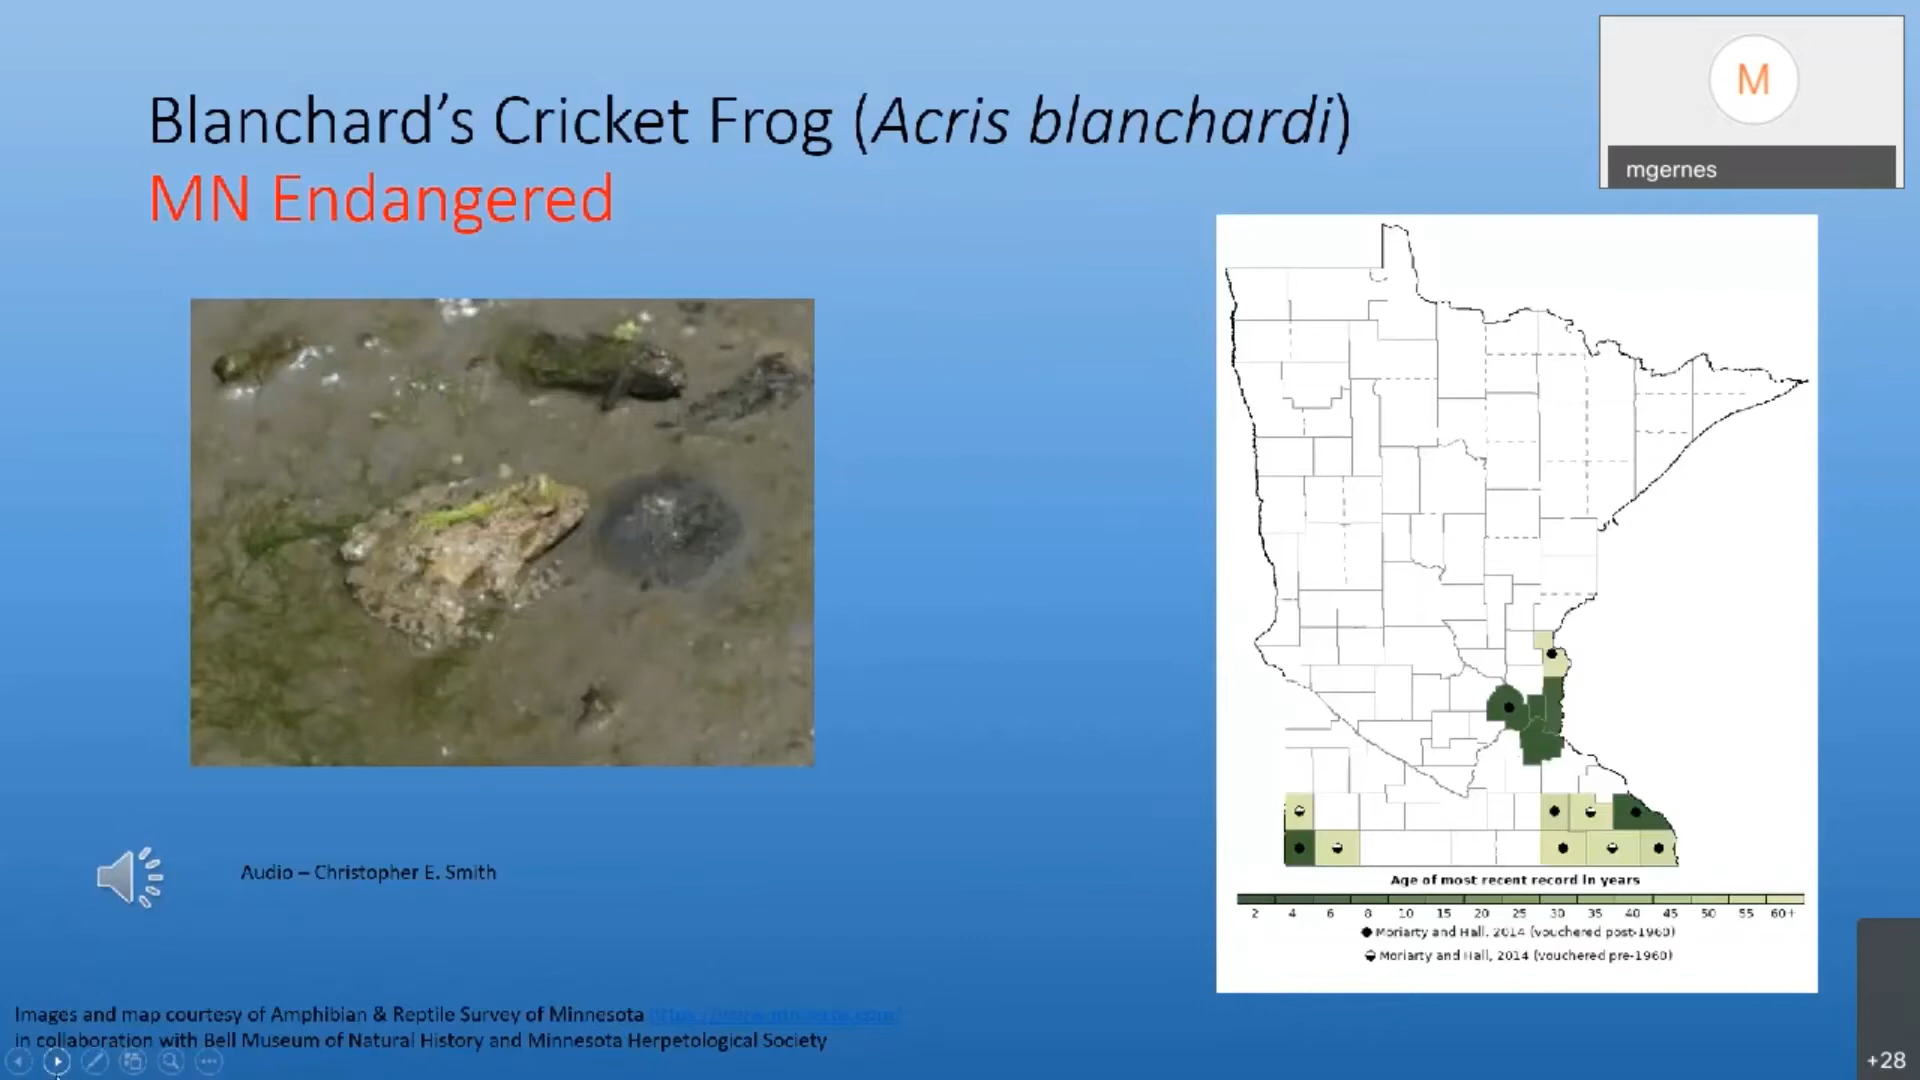 Blanchard’s Cricket Frog (Acris blanchardi)
MN Endangered
M
mgernes
Audio – Christopher E. Smith
Age of most recent record in years
2 4 6 8 10 15 20 25 30 35 40 45 50 55 60+
Moriarty and Hall, 2014 (vouchered post-1960)
Moriarty and Hall, 2014 (vouchered pre-1960)
Images and map courtesy of Amphibian & Reptile Survey of Minnesota
in collaboration with Bell Museum of Natural History and Minnesota Herpetological Society
+28